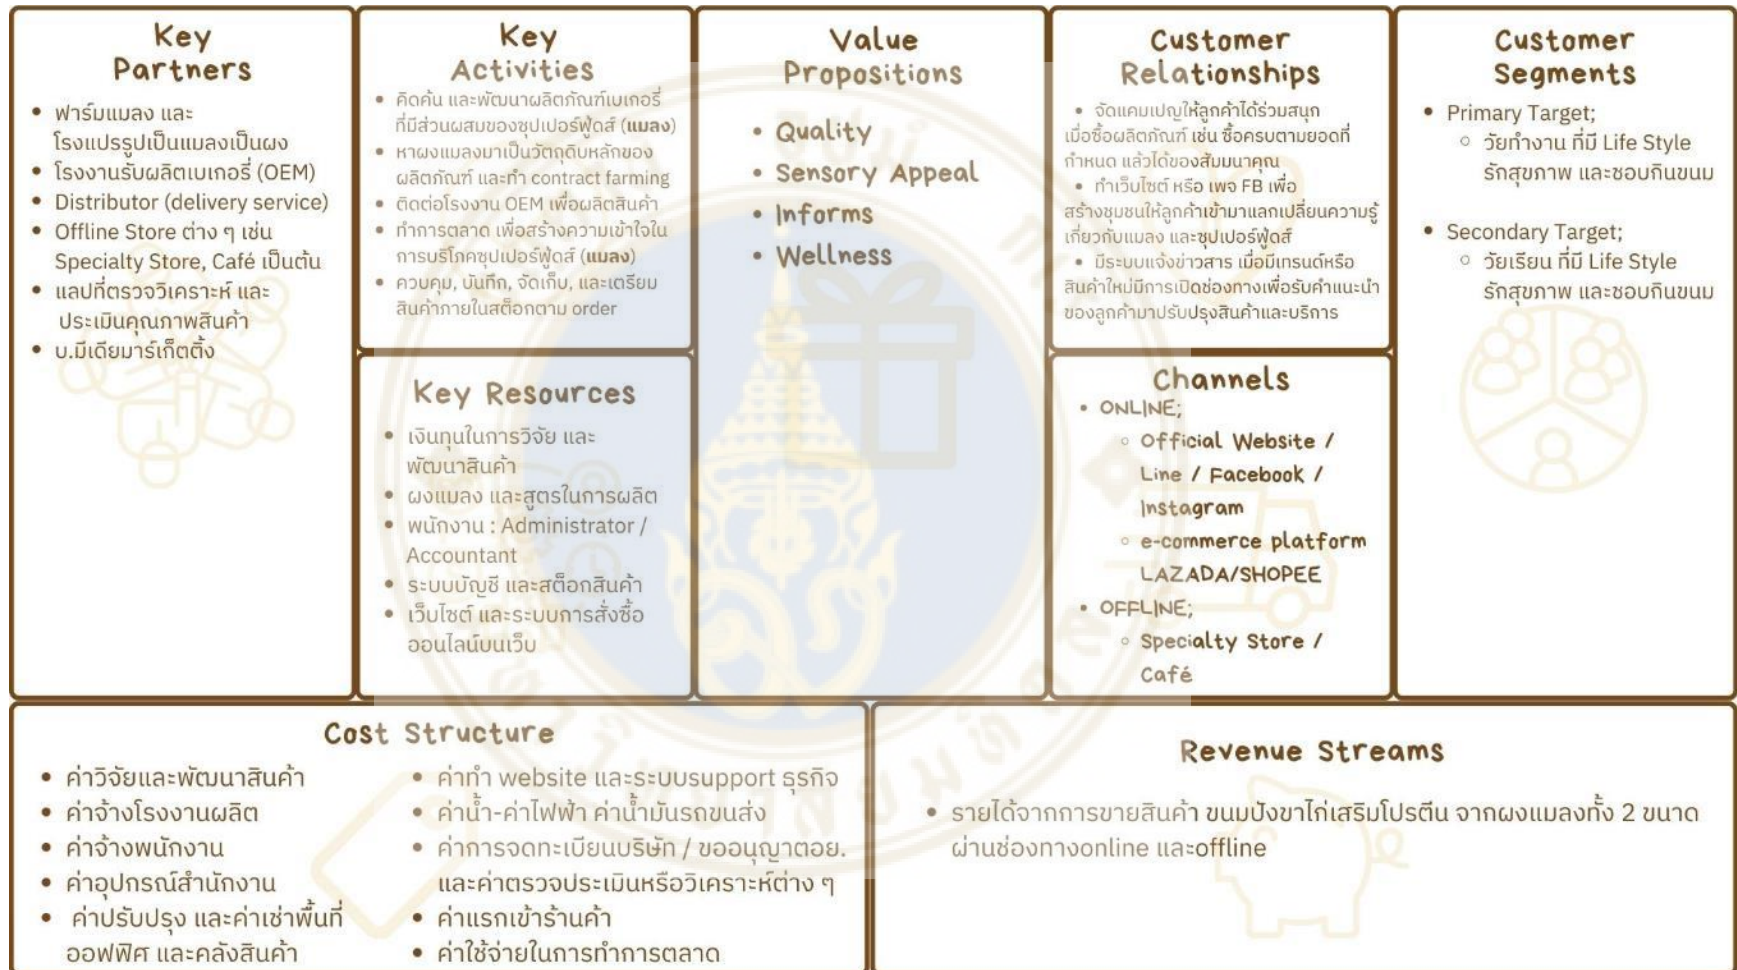 Key
Partners
• ฟาร์มแมลง และ
โรงแปรรูปเป็นแมลงเป็นผง
• โรงงานรับผลิตเบเกอรี่ (OEM)
• Distributor (delivery service)
• Offline Store ต่าง ๆ เช่น
Specialty Store, Café เป็นต้น
• แลปที่ตรวจวิเคราะห์ และ
ประเมินคุณภาพสินค้า
• บ.มีเดียมาร์เก็ตติ้ง
Key
Activities
• คิดค้น และพัฒนาผลิตภัณฑ์เบเกอรี่
ที่มีส่วนผสมของซุปเปอร์ฟู้ดส์ (แมลง)
• หาผงแมลงมาเป็นวัตถุดิบหลักของ
ผลิตภัณฑ์ และทำ contract farming
• ติดต่อโรงงาน OEM เพื่อผลิตสินค้า
• ทำการตลาด เพื่อสร้างความเข้าใจใน
การบริโภคซุปเปอร์ฟู้ดส์ (แมลง)
• ควบคุม, บันทึก, จัดเก็บ, และเตรียม
สินค้าภายในสต็อกตาม order
Key Resources
• เงินทุนในการวิจัย และ
พัฒนาสินค้า
• ผงแมลง และสูตรในการผลิต
• พนักงาน : Administrator /
Accountant
• ระบบบัญชี และสต็อกสินค้า
• เว็บไซต์ และระบบการสั่งซื้อ
ออนไลน์บนเว็บ
Value
Propositions
• Quality
• Sensory Appeal
• Informs
• Wellness
Customer
Relationships
• จัดแคมเปญให้ลูกค้าได้ร่วมสนุก
เมื่อซื้อผลิตภัณฑ์ เช่น ซื้อครบตามยอดที่
กำหนด แล้วได้ของสัมมนาคุณ
• ทำเว็บไซต์ หรือ เพจ FB เพื่อ
สร้างชุมชนให้ลูกค้าเข้ามาแลกเปลี่ยนความรู้
เกี่ยวกับแมลง และซุปเปอร์ฟู้ดส์
• มีระบบแจ้งข่าวสาร เมื่อมีเทรนด์หรือ
สินค้าใหม่มีการเปิดช่องทางเพื่อรับคำแนะนำ
ของลูกค้ามาปรับปรุงสินค้าและบริการ
Channels
• ONLINE;
◦ Official Website /
Line / Facebook /
Instagram
◦ e-commerce platform
LAZADA/SHOPEE
• OFFLINE;
◦ Specialty Store /
Café
Customer
Segments
• Primary Target;
◦ วัยทำงาน ที่มี Life Style
รักสุขภาพ และชอบกินขนม
• Secondary Target;
◦ วัยเรียน ที่มี Life Style
รักสุขภาพ และชอบกินขนม
Cost Structure
• ค่าวิจัยและพัฒนาสินค้า
• ค่าจ้างโรงงานผลิต
• ค่าจ้างพนักงาน
• ค่าอุปกรณ์สำนักงาน
• ค่าปรับปรุง และค่าเช่าพื้นที่
ออฟฟิศ และคลังสินค้า
• ค่าทำ website และระบบsupport ธุรกิจ
• ค่าน้ำ-ค่าไฟฟ้า ค่าน้ำมันรถขนส่ง
• ค่าการจดทะเบียนบริษัท / ขออนุญาตอย.
และค่าตรวจประเมินหรือวิเคราะห์ต่าง ๆ
• ค่าแรกเข้าร้านค้า
• ค่าใช้จ่ายในการทำการตลาด
Revenue Streams
• รายได้จากการขายสินค้า ขนมปังขาไก่เสริมโปรตีน จากผงแมลงทั้ง 2 ขนาด
ผ่านช่องทางonline และoffline